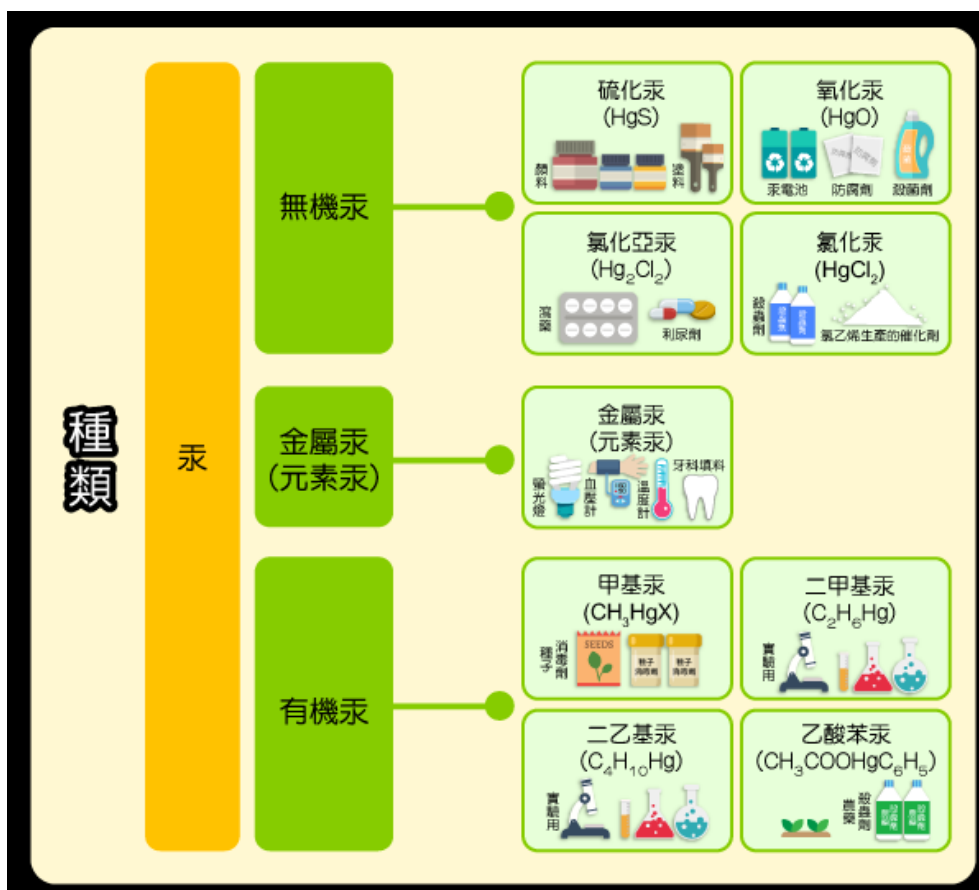 種類
汞
無機汞
硫化汞
(HgS)
顏料
塗料
氧化汞
(HgO)
防腐劑
汞電池
防腐劑
殺菌劑
氯化亞汞
(Hg₂Cl₂)
瀉藥
利尿劑
氯化汞
(HgCl₂)
殺蟲劑
氯乙烯生產的催化劑
金屬汞
(元素汞)
金屬汞
(元素汞)
螢光燈
血壓計
溫度計
牙科填料
有機汞
甲基汞
(CH₃HgX)
種子
消毒劑
SEEDS
種子
種子
二甲基汞
(C₂H₆Hg)
實驗用
二乙基汞
(C₄H₁₀Hg)
實驗用
乙酸苯汞
(CH₃COOHgC₆H₅)
農藥
殺蟲劑